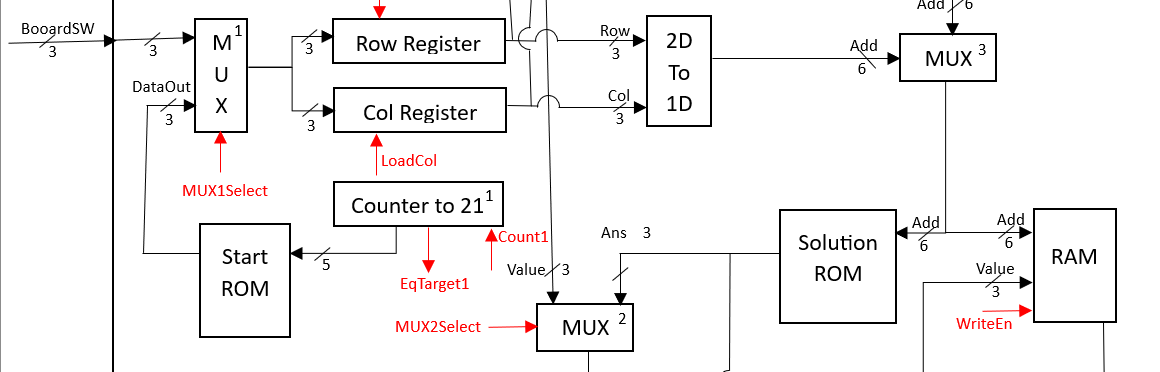 Add 6
BooardSW
3
3
M 1
U
X
DataOut
3
MUX1Select
3
Row Register
3
Col Register
LoadCol
Row
3
Col
3
2D
To
1D
Add
6
MUX 3
Counter to 21 1
Count1
EqTarget1
5
Start
ROM
Value 3
Ans 3
MUX2Select
MUX 2
Solution
ROM
Add
6
Add
6
Value
3
WriteEn
RAM